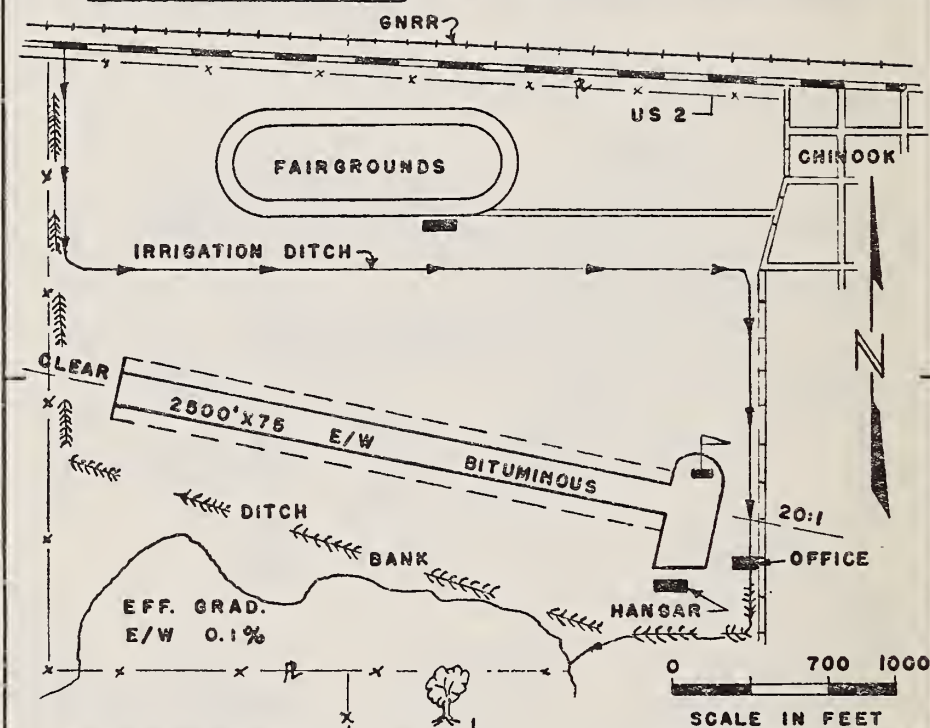 GNRR
US 2
CHINOOK
FAIRGROUNDS
IRRIGATION DITCH
N
CLEAR
2500'X75 E/W BITUMINOUS
20:1
DITCH
OFFICE
BANK
EFF. GRAD.
E/W 0.1%
HANGAR
0 700 1000
SCALE IN FEET